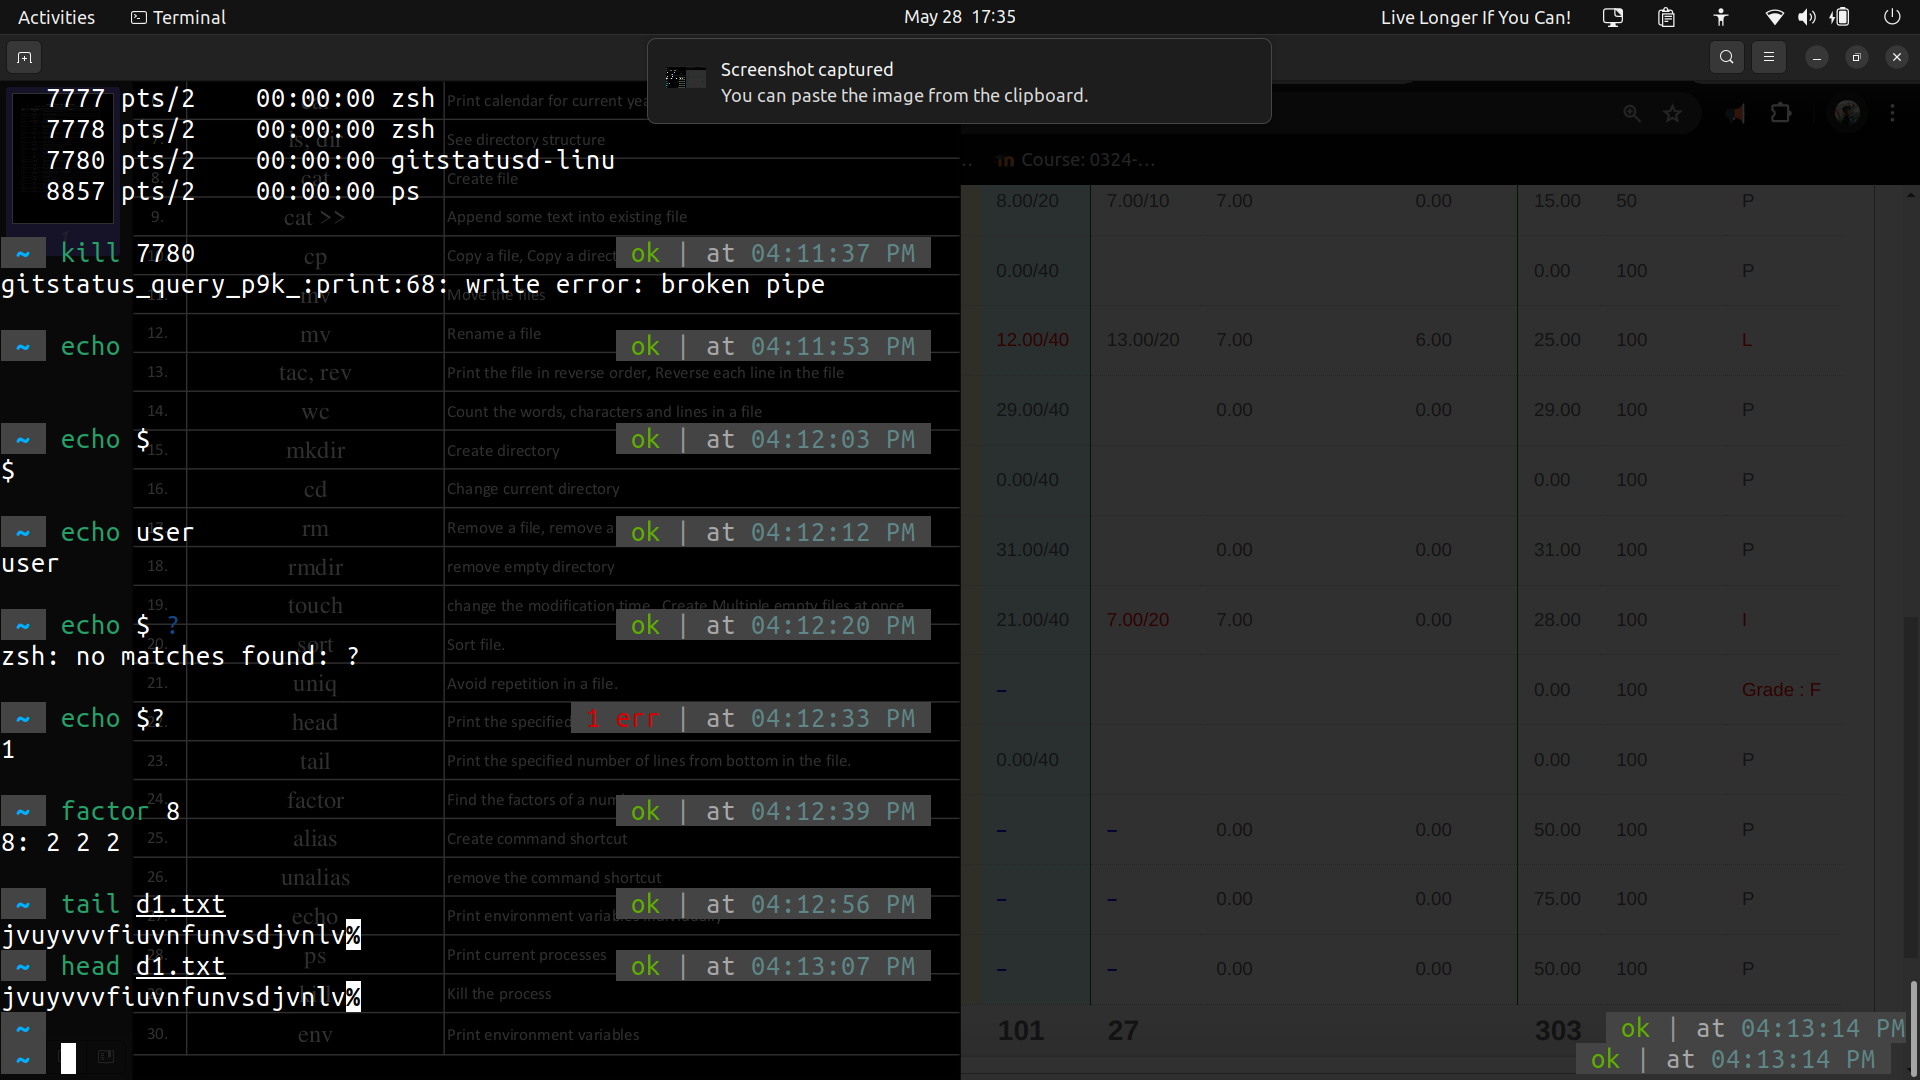 Activities Terminal May 28 17:35 Live Longer If You Can!
Screenshot captured
You can paste the image from the clipboard.
7777 pts/2 00:00:00 zsh
7778 pts/2 00:00:00 zsh
7780 pts/2 00:00:00 gitstatusd-linu
8857 pts/2 00:00:00 ps
~ kill 7780 ok | at 04:11:37 PM
gitstatus_query_p9k_:print:68: write error: broken pipe
~ echo ok | at 04:11:53 PM
~ echo $ ok | at 04:12:03 PM
$
~ echo user ok | at 04:12:12 PM
user
~ echo $ ? ok | at 04:12:20 PM
zsh: no matches found: ?
~ echo $? 1 err | at 04:12:33 PM
1
~ factor 8 ok | at 04:12:39 PM
8: 2 2 2
~ tail d1.txt ok | at 04:12:56 PM
jvuyvvvfiuvnfunvsdjvnlv%
~ head d1.txt ok | at 04:13:07 PM
jvuyvvvfiuvnfunvsdjvnlv%
~ ok | at 04:13:14 PM
~ ok | at 04:13:14 PM
Print calendar for current
ls, dir See directory structure
8. cat Create file
9. cat >> Append some text into existing file
cp Copy a file, Copy a
mv Move the files
12. mv Rename a file
13. tac, rev Print the file in reverse order, Reverse each line in the file
14. wc Count the words, characters and lines in a file
15. mkdir Create directory
16. cd Change current directory
17. rm Remove a file, remove a
18. rmdir remove empty directory
19. touch change the modification time, Create Multiple empty files at once
20. sort Sort file.
21. uniq Avoid repetition in a file.
head Print the specified
23. tail Print the specified number of lines from bottom in the file.
24. factor Find the factors of a
25. alias Create command shortcut
26. unalias remove the command shortcut
echo Print environment variables individually
28. ps Print current processes
kill Kill the process
30. env Print environment variables
.. Course: 0324-...
8.00/20 7.00/10 7.00 0.00 15.00 50 P
0.00/40 0.00 100 P
12.00/40 13.00/20 7.00 6.00 25.00 100 L
29.00/40 0.00 0.00 29.00 100 P
0.00/40 0.00 100 P
31.00/40 0.00 0.00 31.00 100 P
21.00/40 7.00/20 7.00 0.00 28.00 100 I
– 0.00 100 Grade : F
0.00/40 0.00 100 P
– – 0.00 0.00 50.00 100 P
– – 0.00 0.00 75.00 100 P
– – 0.00 0.00 50.00 100 P
101 27 303